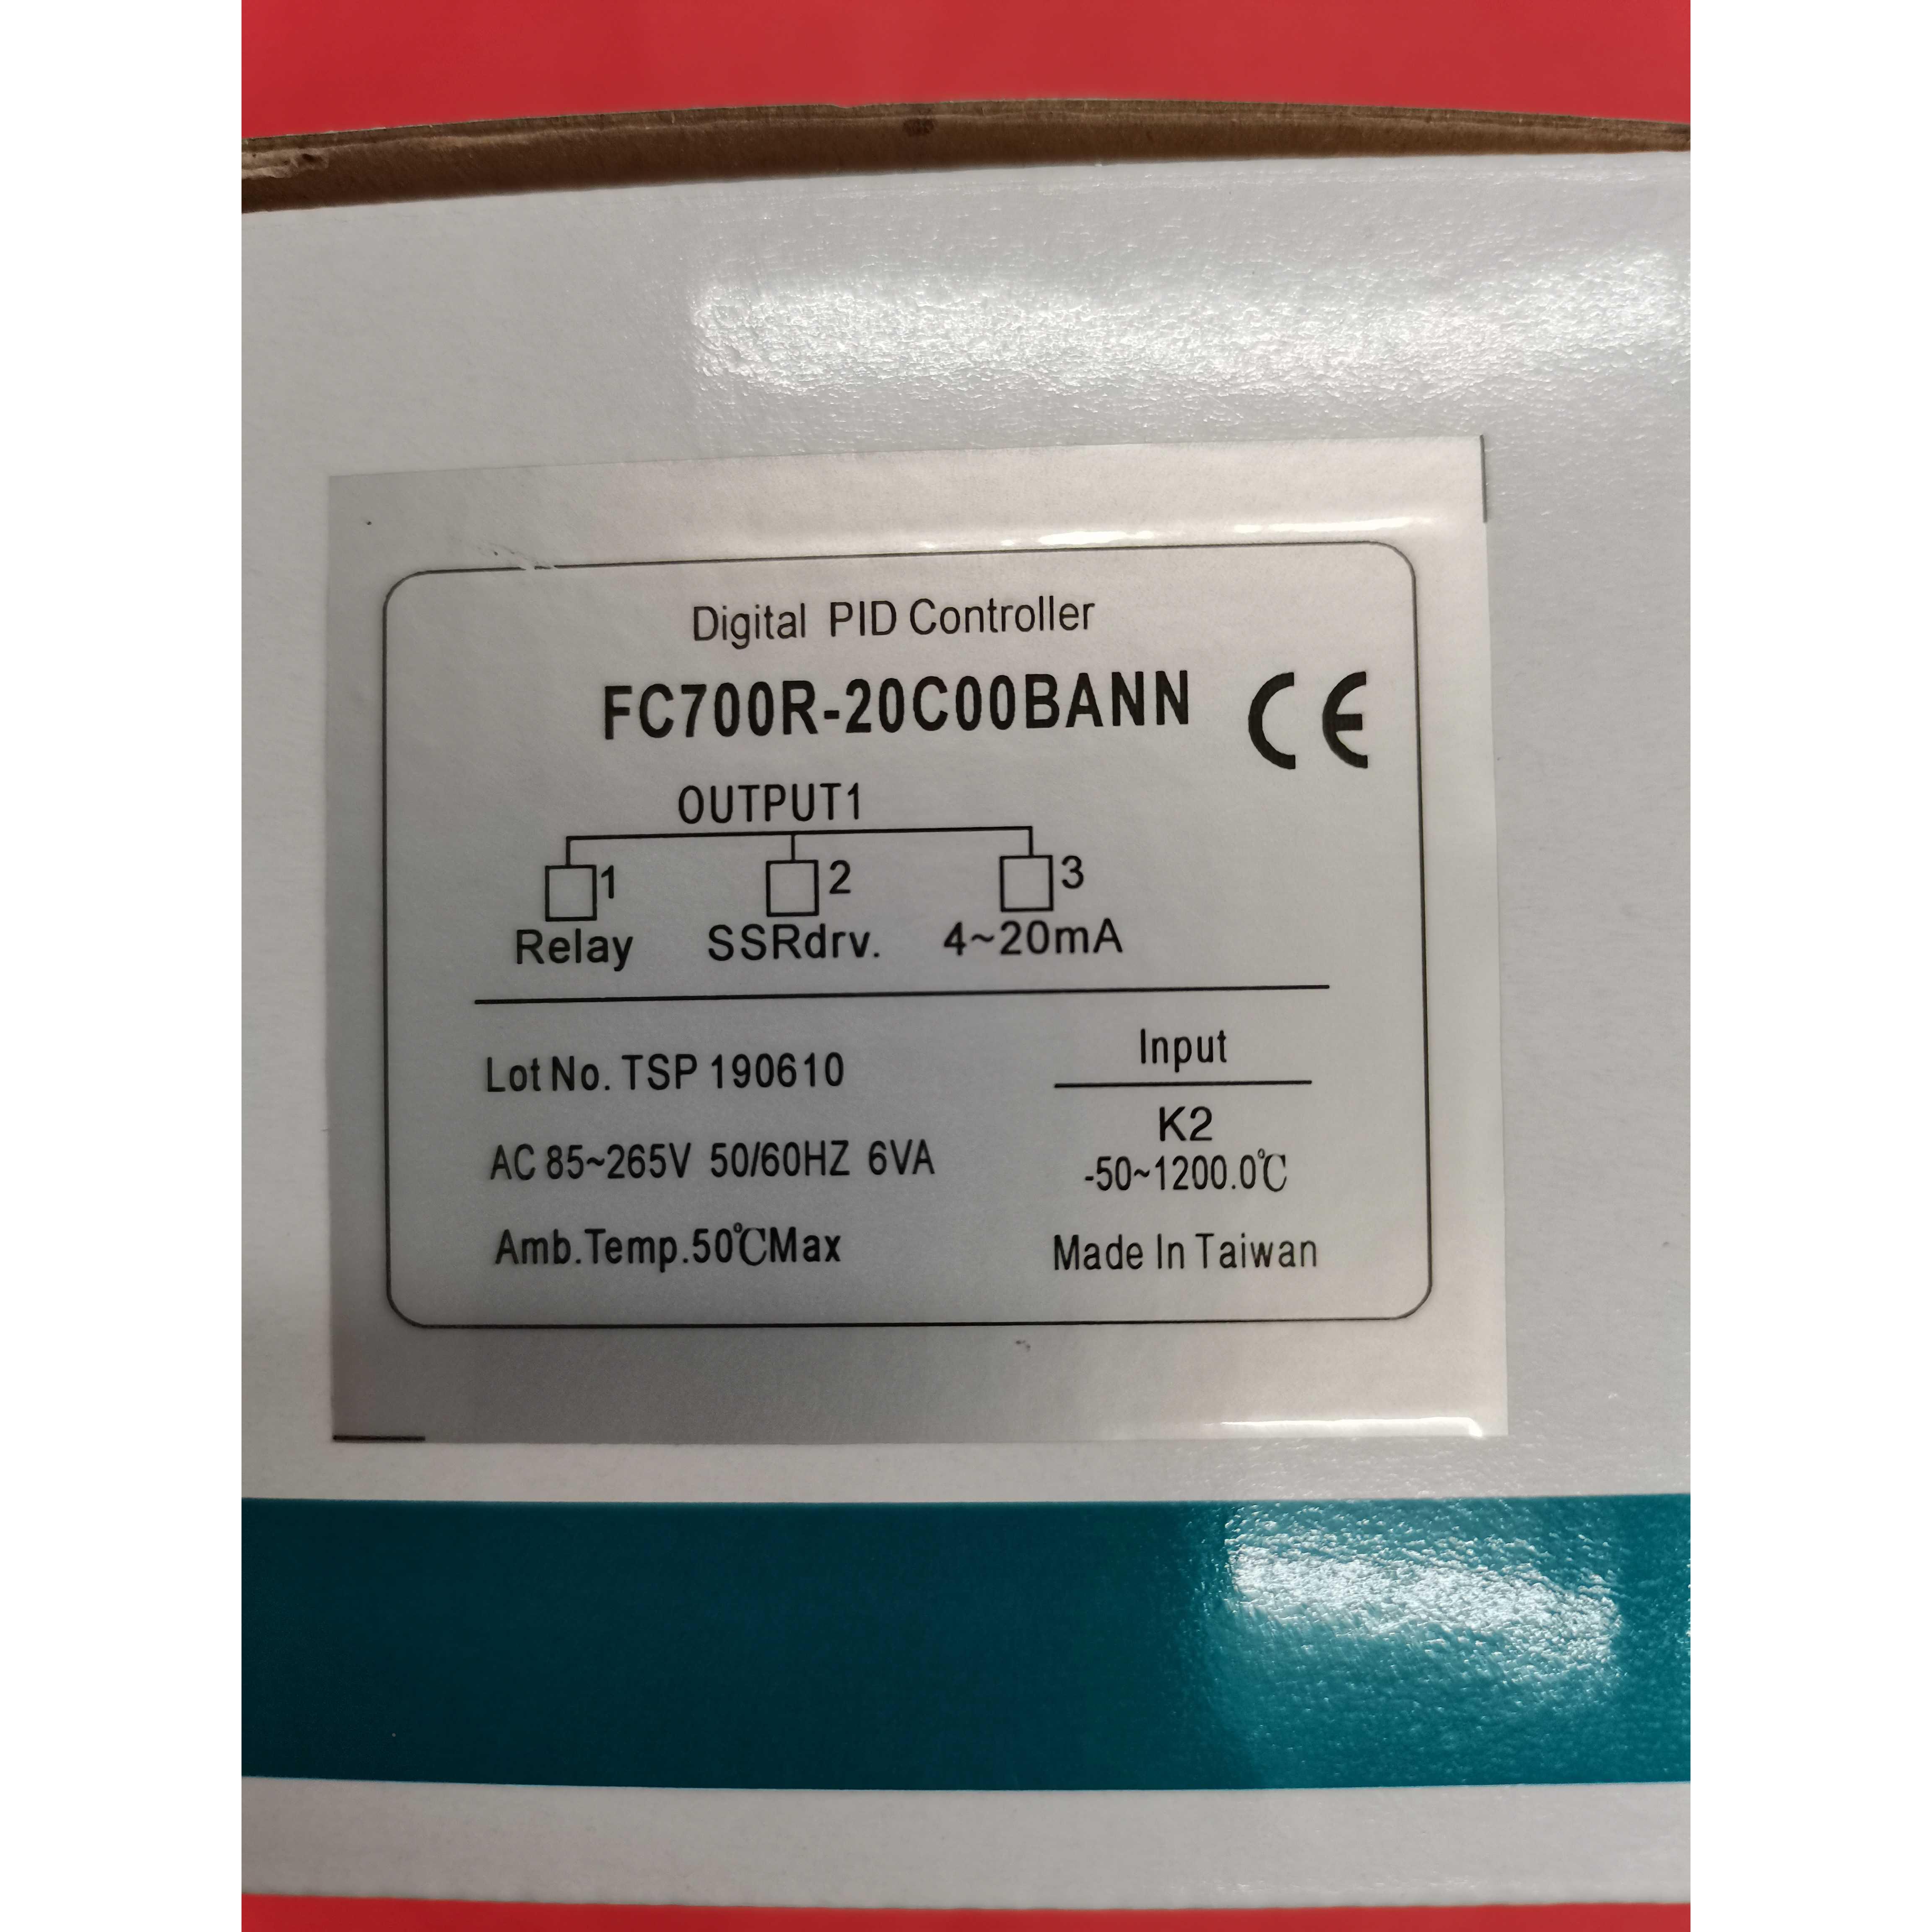 Digital PID Controller
FC700R-20C00BANN CE
OUTPUT1
1 2 3
Relay SSRdrv. 4~20mA
Input
Lot No. TSP 190610
K2
AC 85~265V 50/60HZ 6VA
-50~1200.0℃
Amb.Temp.50℃Max
Made In Taiwan